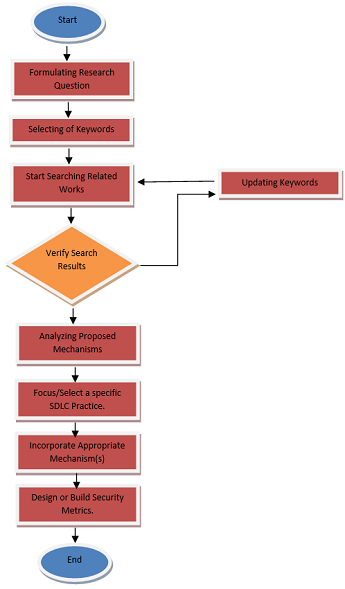 Start
Formulating Research
Question
Selecting of Keywords
Start Searching Related
Works
Updating Keywords
Verify Search
Results
Analyzing Proposed
Mechanisms
Focus/Select a specific
SDLC Practice.
Incorporate Appropriate
Mechanism(s)
Design or Build Security
Metrics.
End